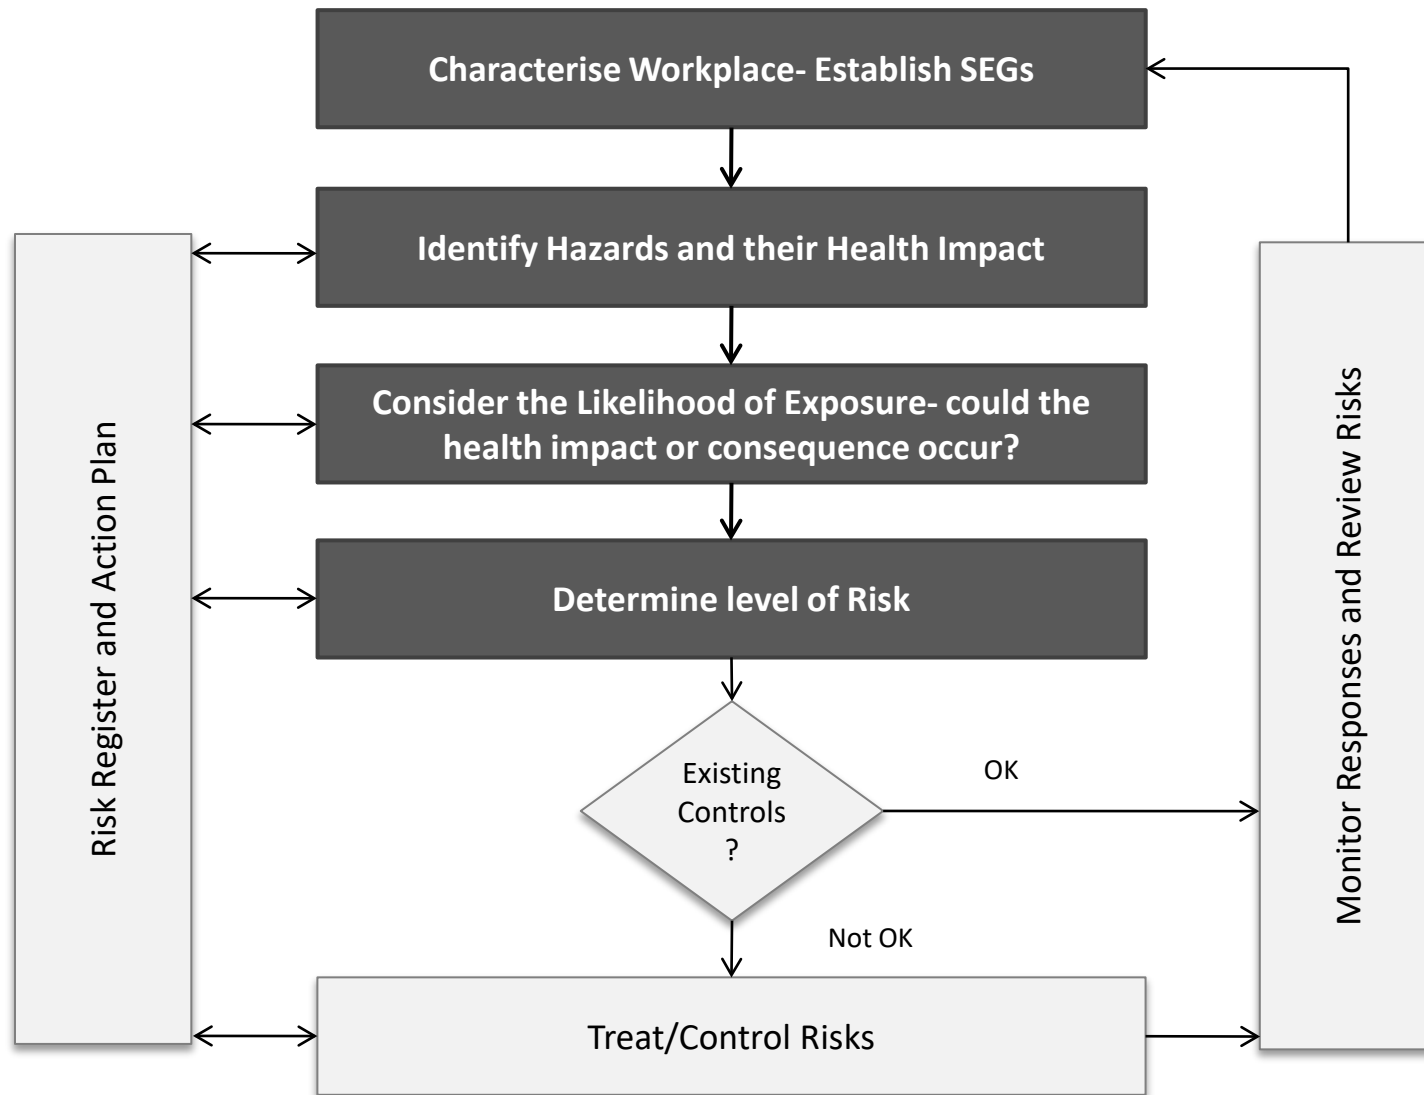 Characterise Workplace- Establish SEGs
Identify Hazards and their Health Impact
Consider the Likelihood of Exposure- could the
health impact or consequence occur?
Determine level of Risk
Existing
Controls
?
OK
Not OK
Treat/Control Risks
Risk Register and Action Plan
Monitor Responses and Review Risks